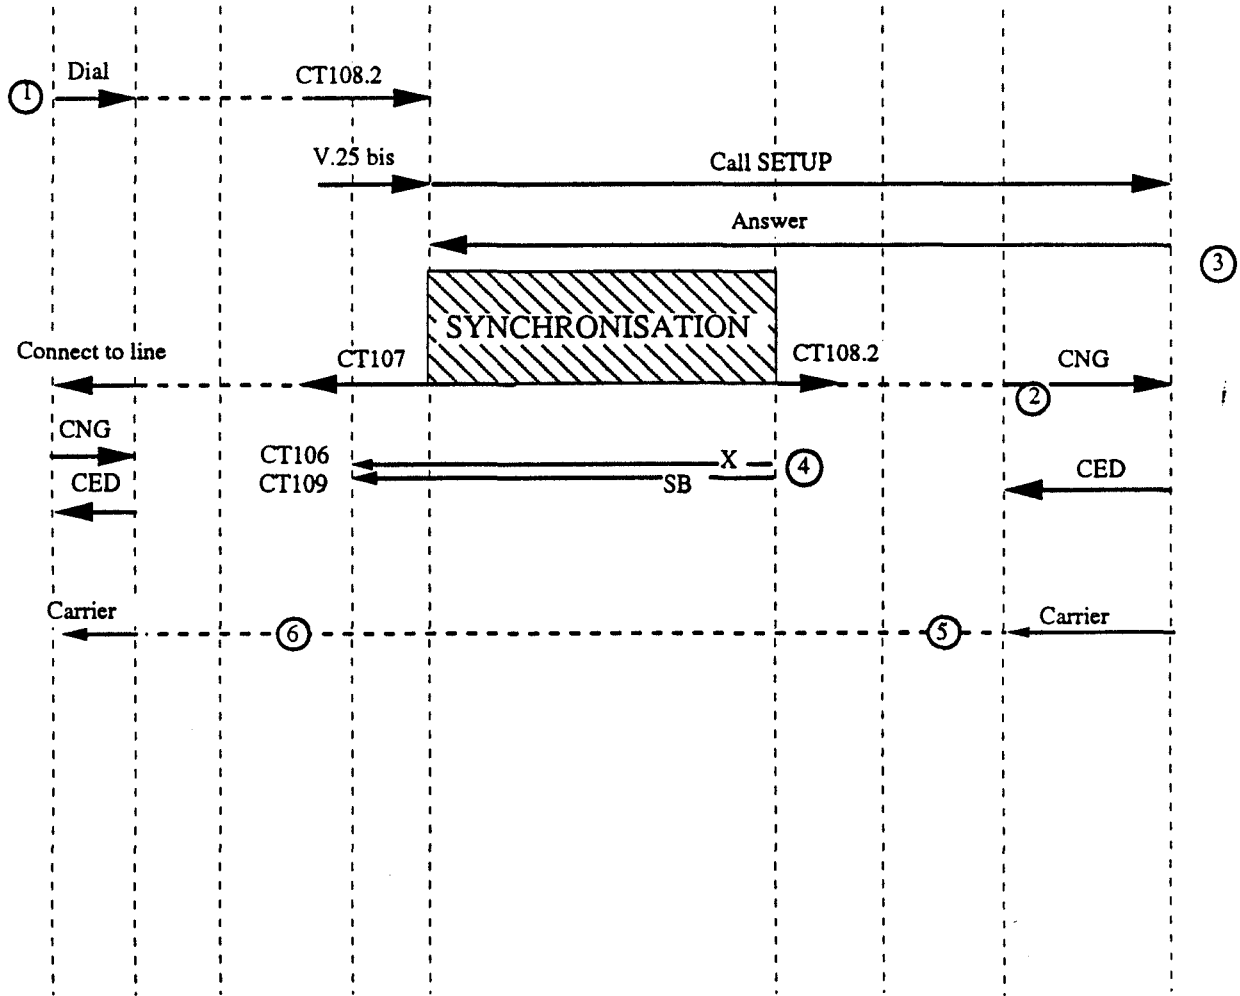 Dial
CT108.2
1
V.25 bis
Call SETUP
Answer
3
SYNCHRONISATION
Connect to line
CT107
CT108.2
CNG
2
CNG
CT106
X
4
CED
CT109
SB
CED
Carrier
6
5
Carrier